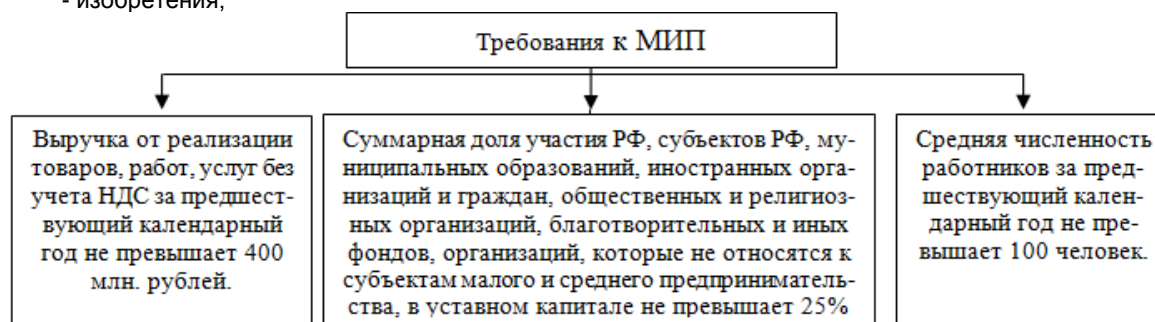 - изобретения;
Требования к МИП
Выручка от реализации
товаров, работ, услуг без
учета НДС за предшест-
вующий календарный
год не превышает 400
млн. рублей.
Суммарная доля участия РФ, субъектов РФ, му-
ниципальных образований, иностранных орга-
низаций и граждан, общественных и религиоз-
ных организаций, благотворительных и иных
фондов, организаций, которые не относятся к
субъектам малого и среднего предприниматель-
ства, в уставном капитале не превышает 25%
Средняя численность
работников за пред-
шествующий кален-
дарный год не пре-
вышает 100 человек.